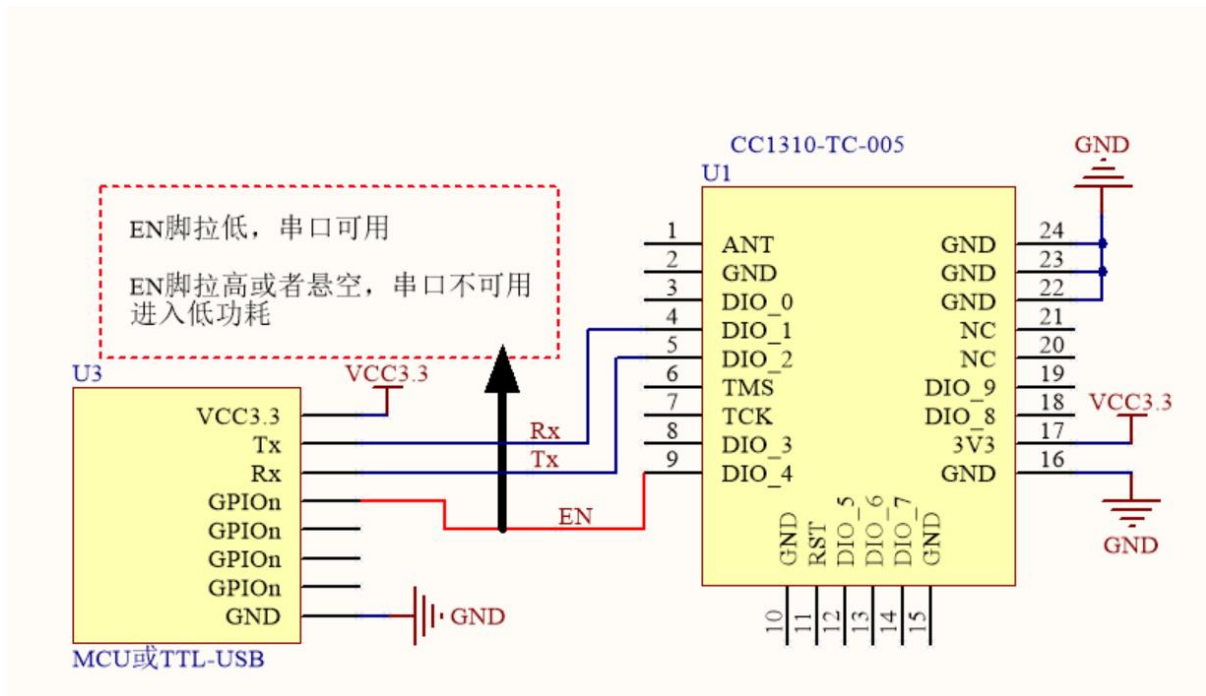 CC1310-TC-005
U1
GND
EN脚拉低，串口可用
EN脚拉高或者悬空，串口不可用
进入低功耗
1 ANT
2 GND
3 DIO_0
4 DIO_1
5 DIO_2
6 TMS
7 TCK
8 DIO_3
9 DIO_4
GND 24
GND 23
GND 22
NC 21
NC 20
DIO_9 19
DIO_8 18
3V3 17
GND 16
VCC3.3
GND
GND
RST
DIO_5
DIO_6
DIO_7
GND
10
11
12
13
14
15
U3
VCC3.3
VCC3.3
Tx
Rx
GPIOn
GPIOn
GPIOn
GPIOn
GND
GND
Rx
Tx
EN
MCU或TTL-USB